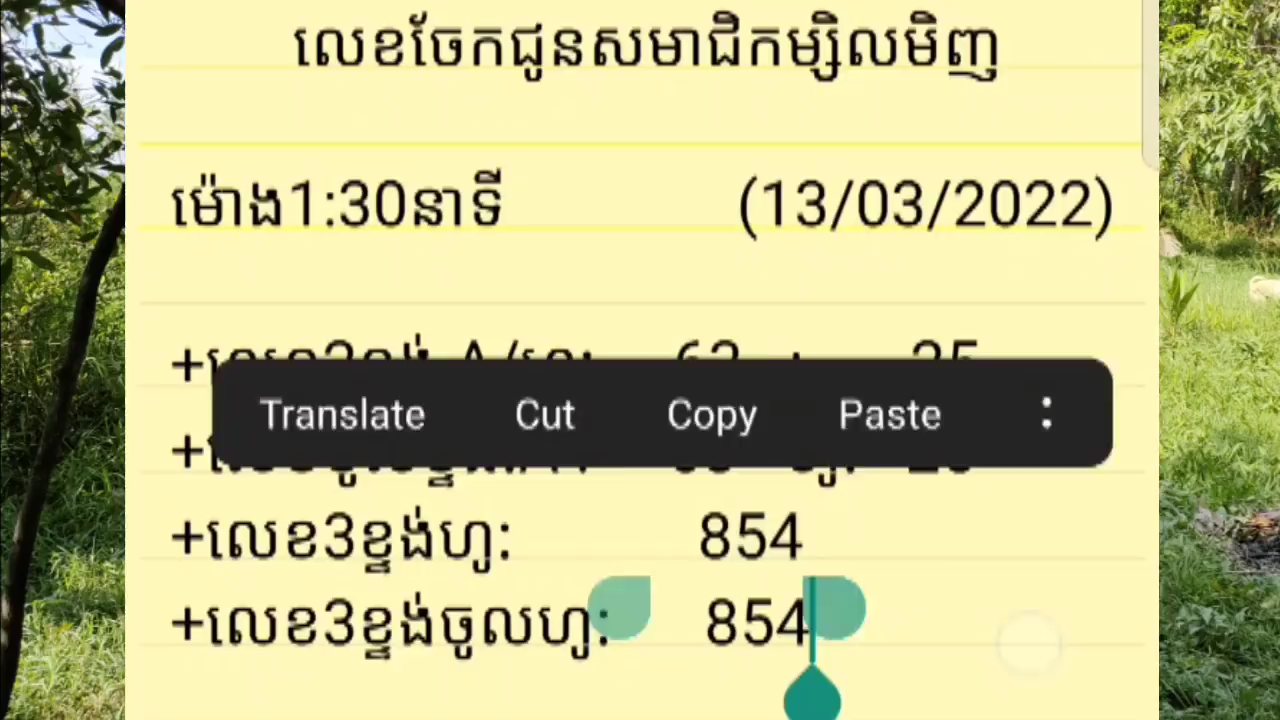 លេខចែកជូនសមាជិកម្សិលមិញ
ម៉ោង1:30នាទី (13/03/2022)
Translate Cut Copy Paste
+លេខ3ខ្ទង់ហ្វូ: 854
+លេខ3ខ្ទង់ចូលហ្វូ: 854